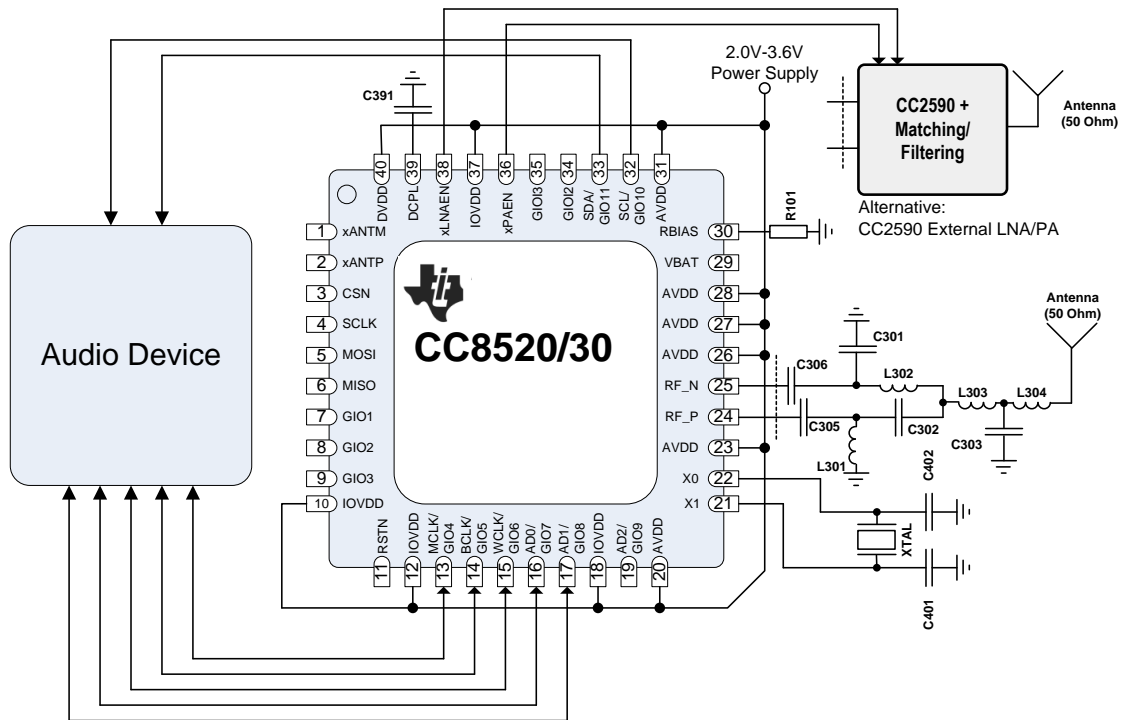 2.0V-3.6V
Power Supply
C391
CC2590 +
Matching/
Filtering
Antenna
(50 Ohm)
Alternative:
CC2590 External LNA/PA
40
39
38
37
36
35
34
33
32
31
DVDD
DCPL
xLNAEN
IOVDD
xPAEN
GIOI3
GIOI2
SDA/
GIO11
SCL/
GIO10
AVDD
R101
1 xANTM
2 xANTP
3 CSN
4 SCLK
5 MOSI
6 MISO
7 GIO1
8 GIO2
9 GIO3
10 IOVDD
Audio Device
ti
CC8520/30
RBIAS 30
VBAT 29
AVDD 28
AVDD 27
AVDD 26
RF_N 25
RF_P 24
AVDD 23
X0 22
X1 21
Antenna
(50 Ohm)
C301
C306
L302
L303
L304
C305
C302
C303
L301
C402
XTAL
C401
RSTN
IOVDD
MCLK/
GIO4
BCLK/
GIO5
WCLK/
GIO6
AD0/
GIO7
AD1/
GIO8
IOVDD
AD2/
GIO9
AVDD
11
12
13
14
15
16
17
18
19
20